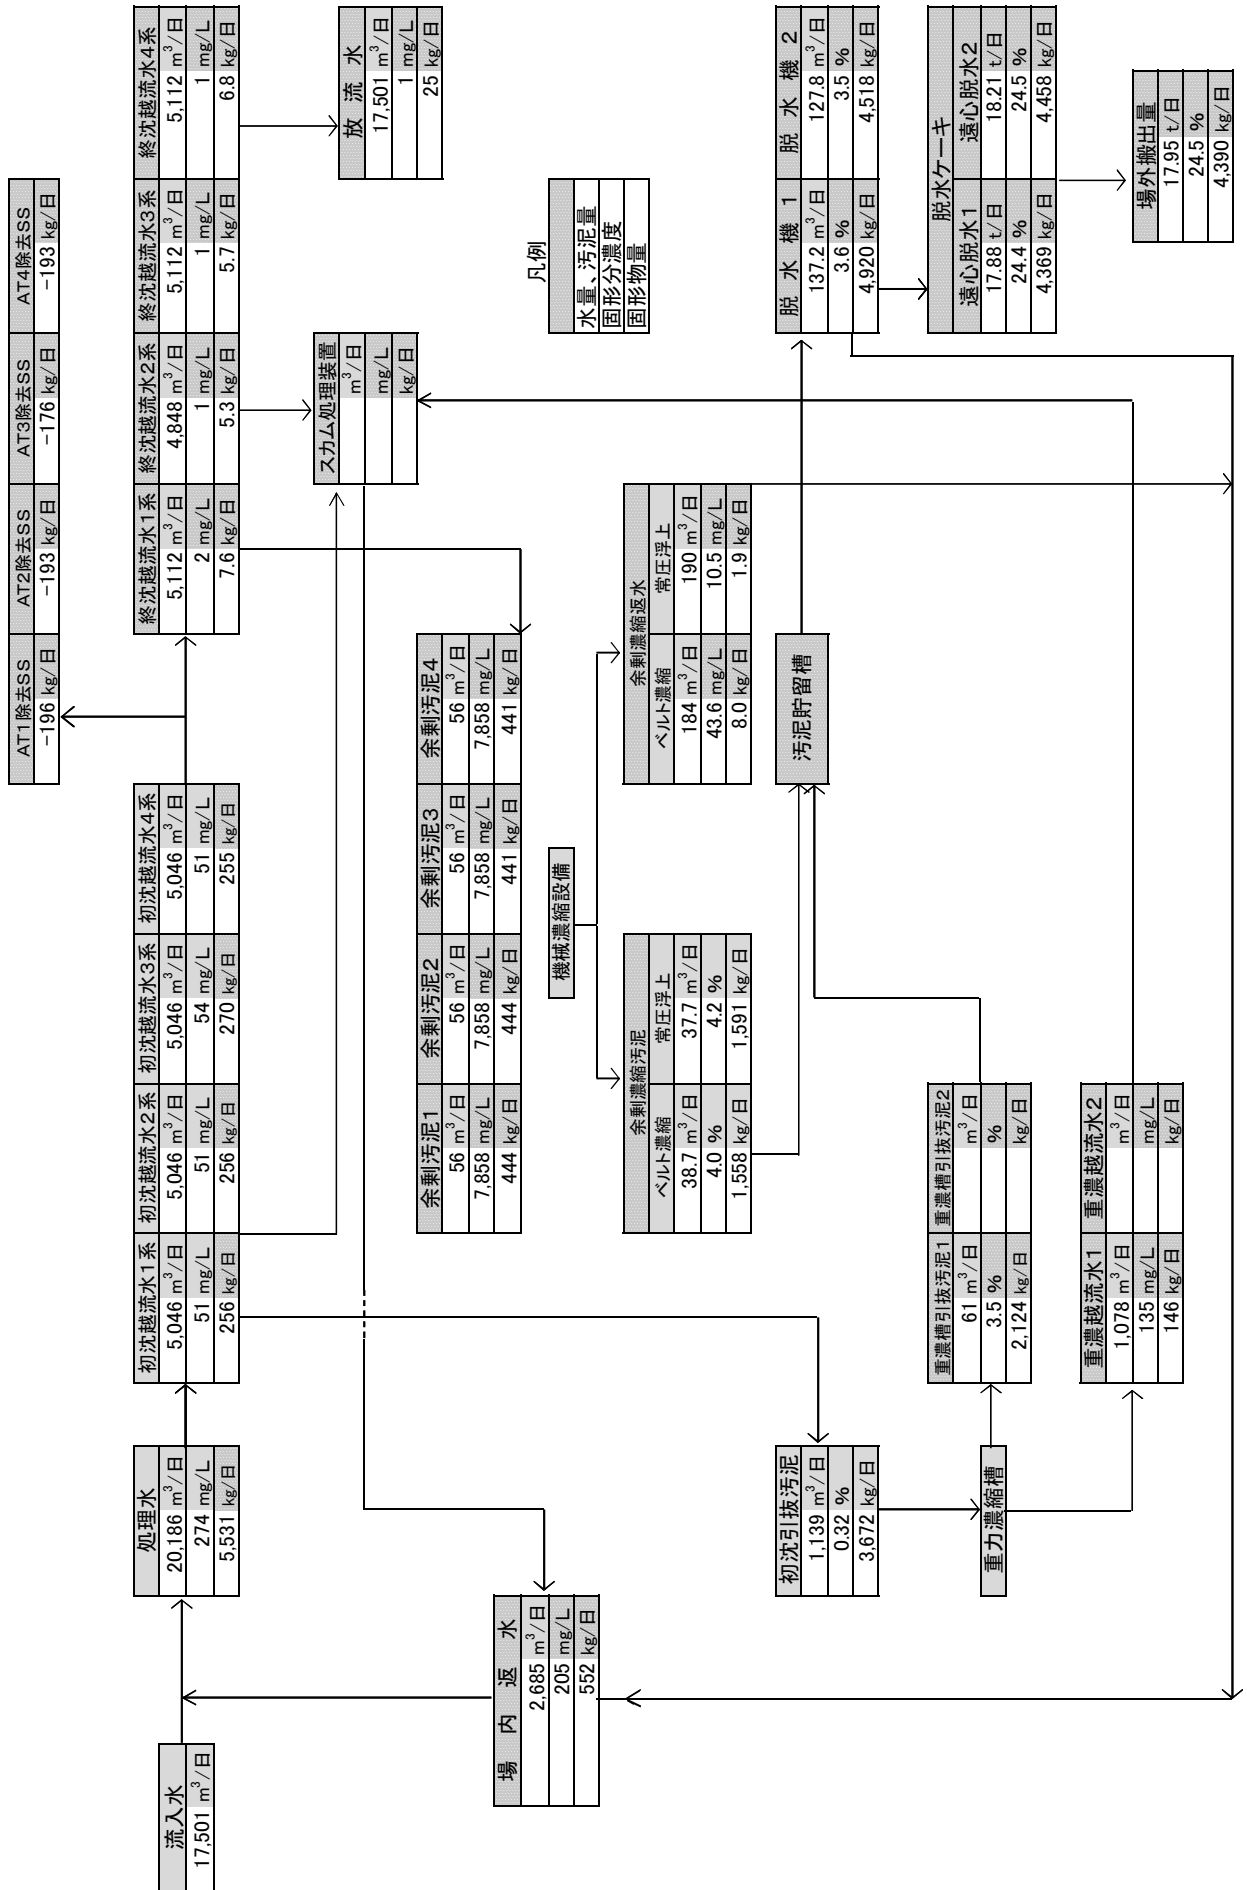 流入水
17,501 m³/日
場 内 返 水
2,685 m³/日
205 mg/L
552 kg/日
処理水
20,186 m³/日
274 mg/L
5,531 kg/日
初沈越流水1系 初沈越流水2系 初沈越流水3系 初沈越流水4系
5,046 m³/日 5,046 m³/日 5,046 m³/日 5,046 m³/日
51 mg/L 51 mg/L 54 mg/L 51 mg/L
256 kg/日 256 kg/日 270 kg/日 255 kg/日
AT1除去SS AT2除去SS AT3除去SS AT4除去SS
-196 kg/日 -193 kg/日 -176 kg/日 -193 kg/日
終沈越流水1系 終沈越流水2系 終沈越流水3系 終沈越流水4系
5,112 m³/日 4,848 m³/日 5,112 m³/日 5,112 m³/日
2 mg/L 1 mg/L 1 mg/L 1 mg/L
7.6 kg/日 5.3 kg/日 5.7 kg/日 6.8 kg/日
スカム処理装置
m³/日
mg/L
kg/日
放 流 水
17,501 m³/日
1 mg/L
25 kg/日
余剰汚泥1 余剰汚泥2 余剰汚泥3 余剰汚泥4
56 m³/日 56 m³/日 56 m³/日 56 m³/日
7,858 mg/L 7,858 mg/L 7,858 mg/L 7,858 mg/L
444 kg/日 444 kg/日 441 kg/日 441 kg/日
凡例
水量、汚泥量
固形分濃度
固形物量
機械濃縮設備
余剰濃縮汚泥
ベルト濃縮 常圧浮上
38.7 m³/日 37.7 m³/日
4.0 % 4.2 %
1,558 kg/日 1,591 kg/日
余剰濃縮返水
ベルト濃縮 常圧浮上
184 m³/日 190 m³/日
43.6 mg/L 10.5 mg/L
8.0 kg/日 1.9 kg/日
初沈引抜汚泥
1,139 m³/日
0.32 %
3,672 kg/日
汚泥貯留槽
脱 水 機 1 脱 水 機 2
137.2 m³/日 127.8 m³/日
3.6 % 3.5 %
4,920 kg/日 4,518 kg/日
重力濃縮槽
重濃槽引抜汚泥1 重濃槽引抜汚泥2
61 m³/日 m³/日
3.5 % %
2,124 kg/日 kg/日
脱水ケーキ
遠心脱水1 遠心脱水2
17.88 t/日 18.21 t/日
24.4 % 24.5 %
4,369 kg/日 4,458 kg/日
重濃越流水1 重濃越流水2
1,078 m³/日 m³/日
135 mg/L mg/L
146 kg/日 kg/日
場外搬出量
17.95 t/日
24.5 %
4,390 kg/日